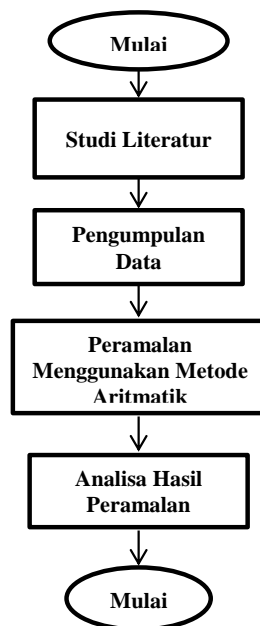 Mulai
Studi Literatur
Pengumpulan
Data
Peramalan
Menggunakan Metode
Aritmatik
Analisa Hasil
Peramalan
Mulai